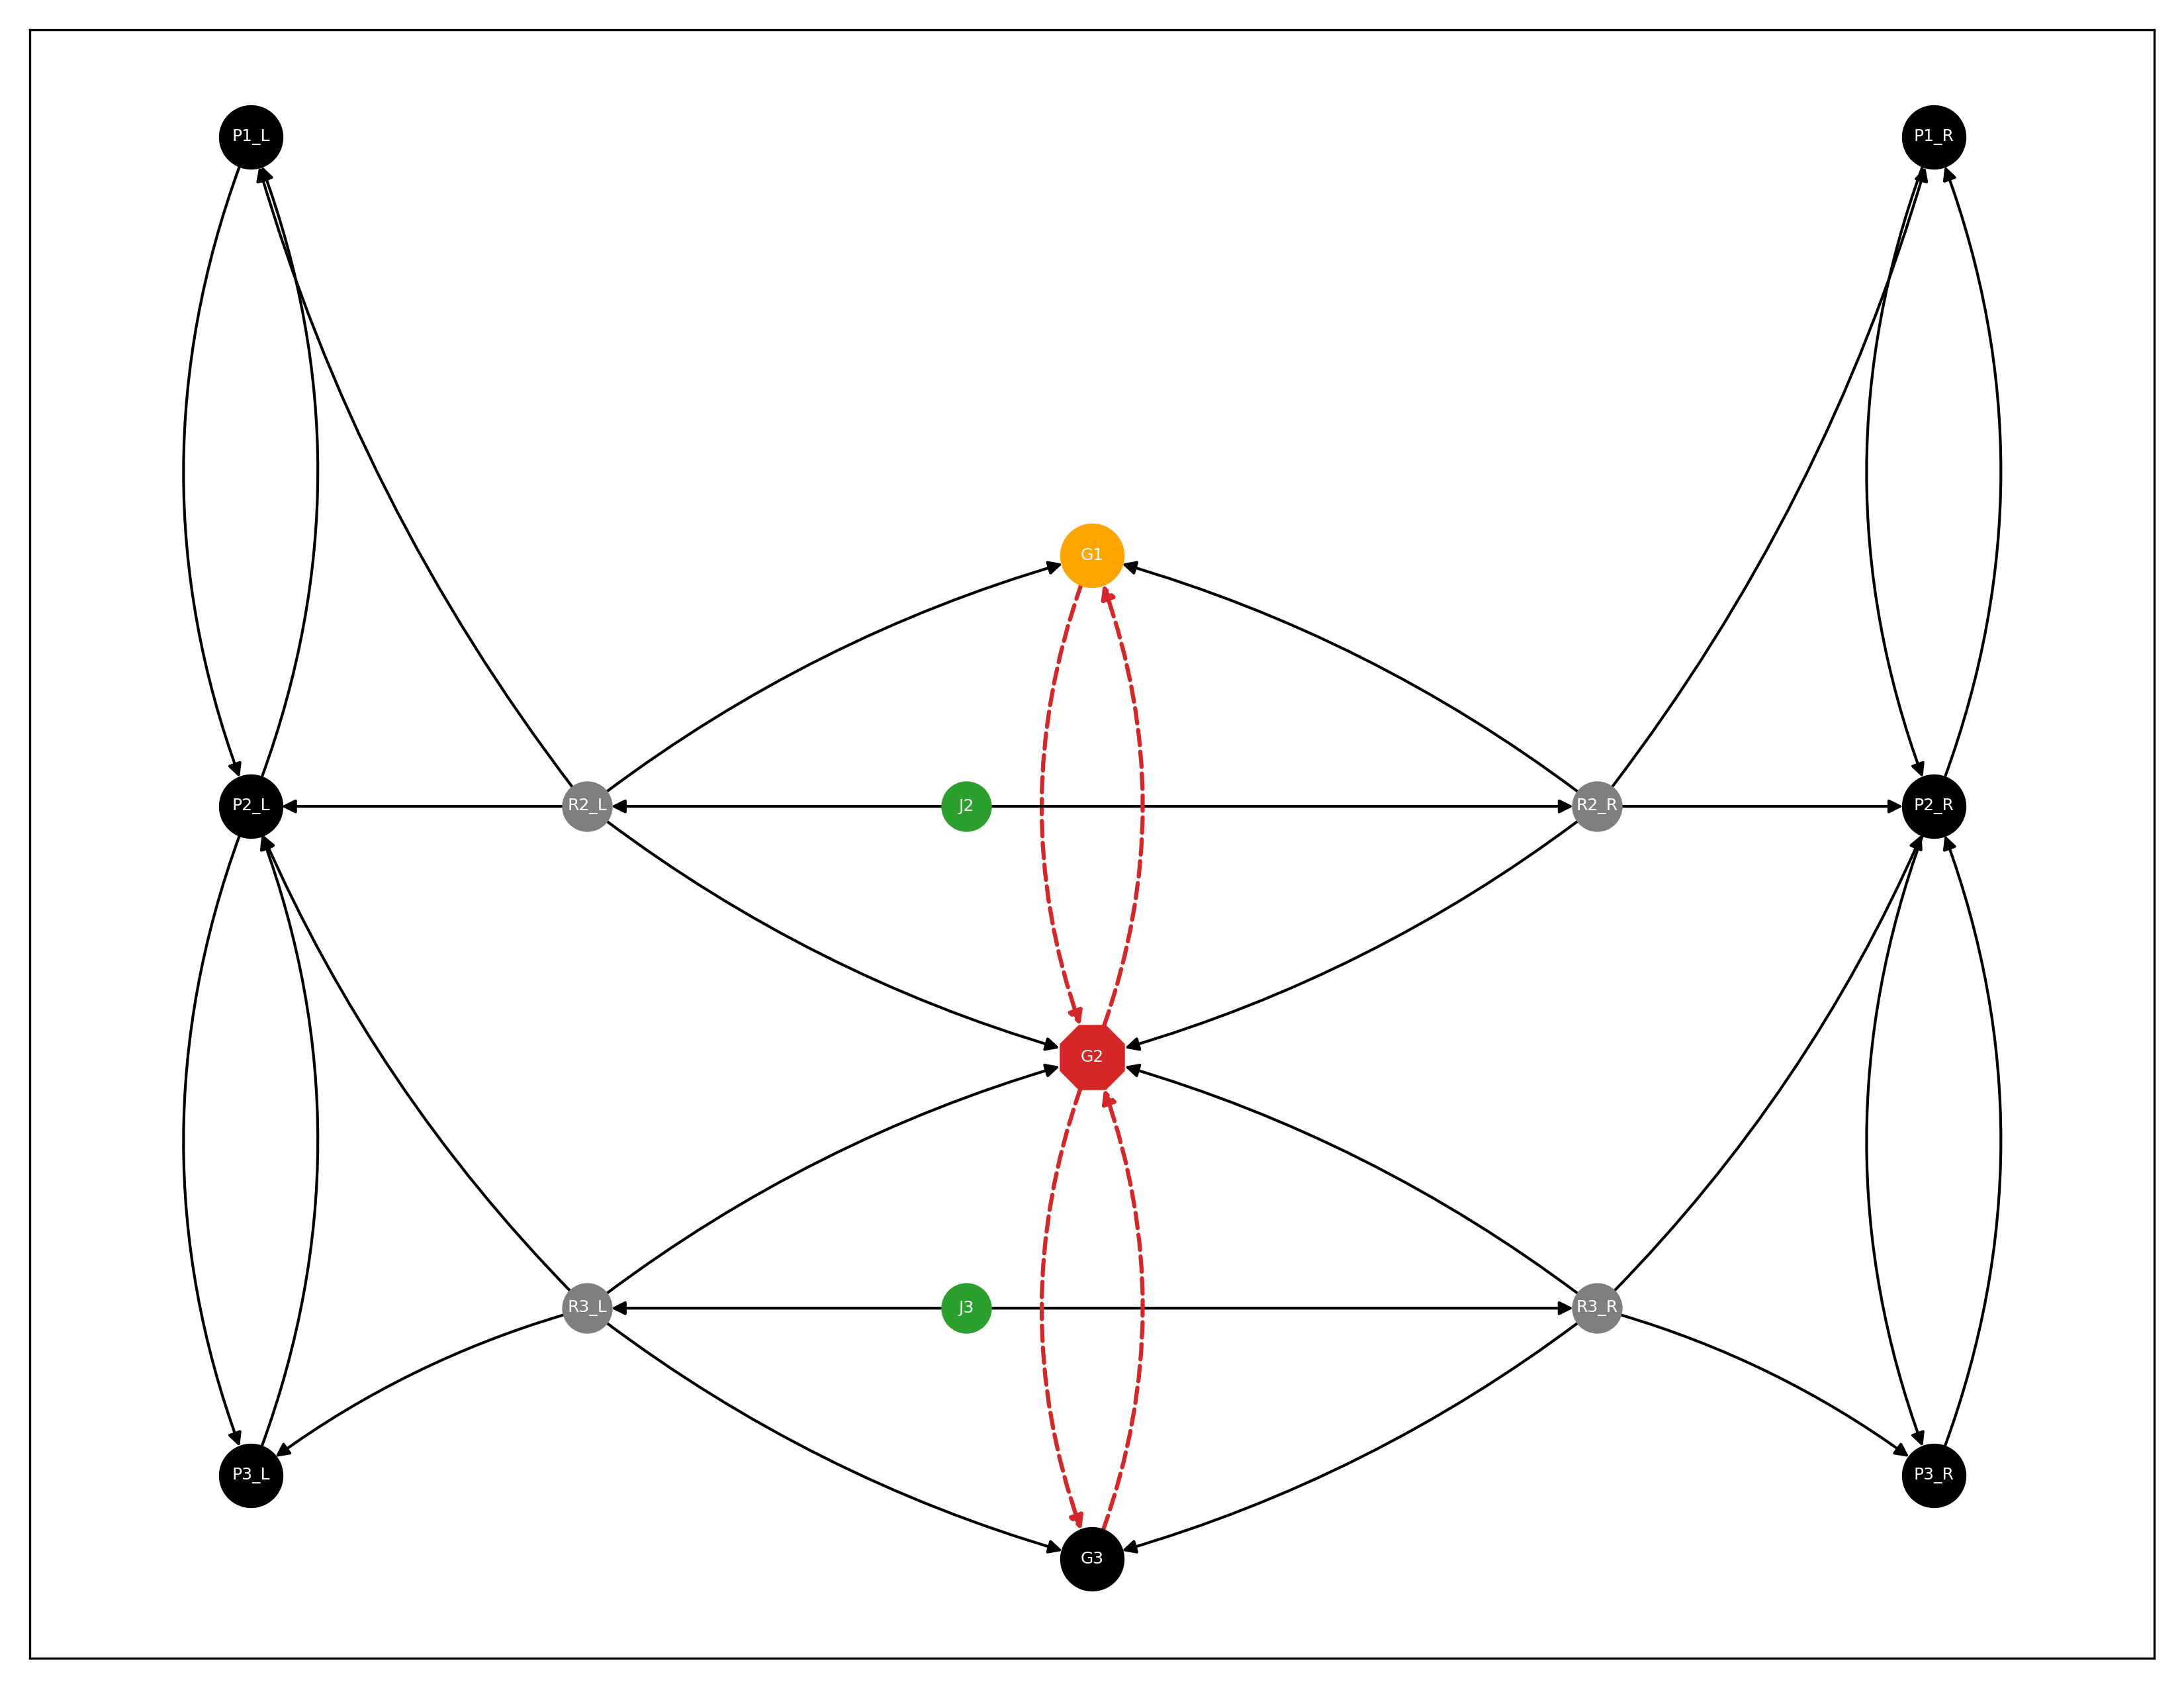 P1_L
P1_R
G1
P2_L
R2_L
J2
R2_R
P2_R
G2
R3_L
J3
R3_R
P3_L
P3_R
G3